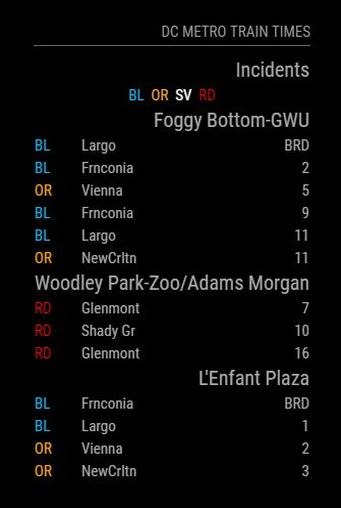 DC METRO TRAIN TIMES
Incidents
BL OR SV RD
Foggy Bottom-GWU
BL Largo BRD
BL Frnconia 2
OR Vienna 5
BL Frnconia 9
BL Largo 11
OR NewCrltn 11
Woodley Park-Zoo/Adams Morgan
RD Glenmont 7
RD Shady Gr 10
RD Glenmont 16
L'Enfant Plaza
BL Frnconia BRD
BL Largo 1
OR Vienna 2
OR NewCrltn 3